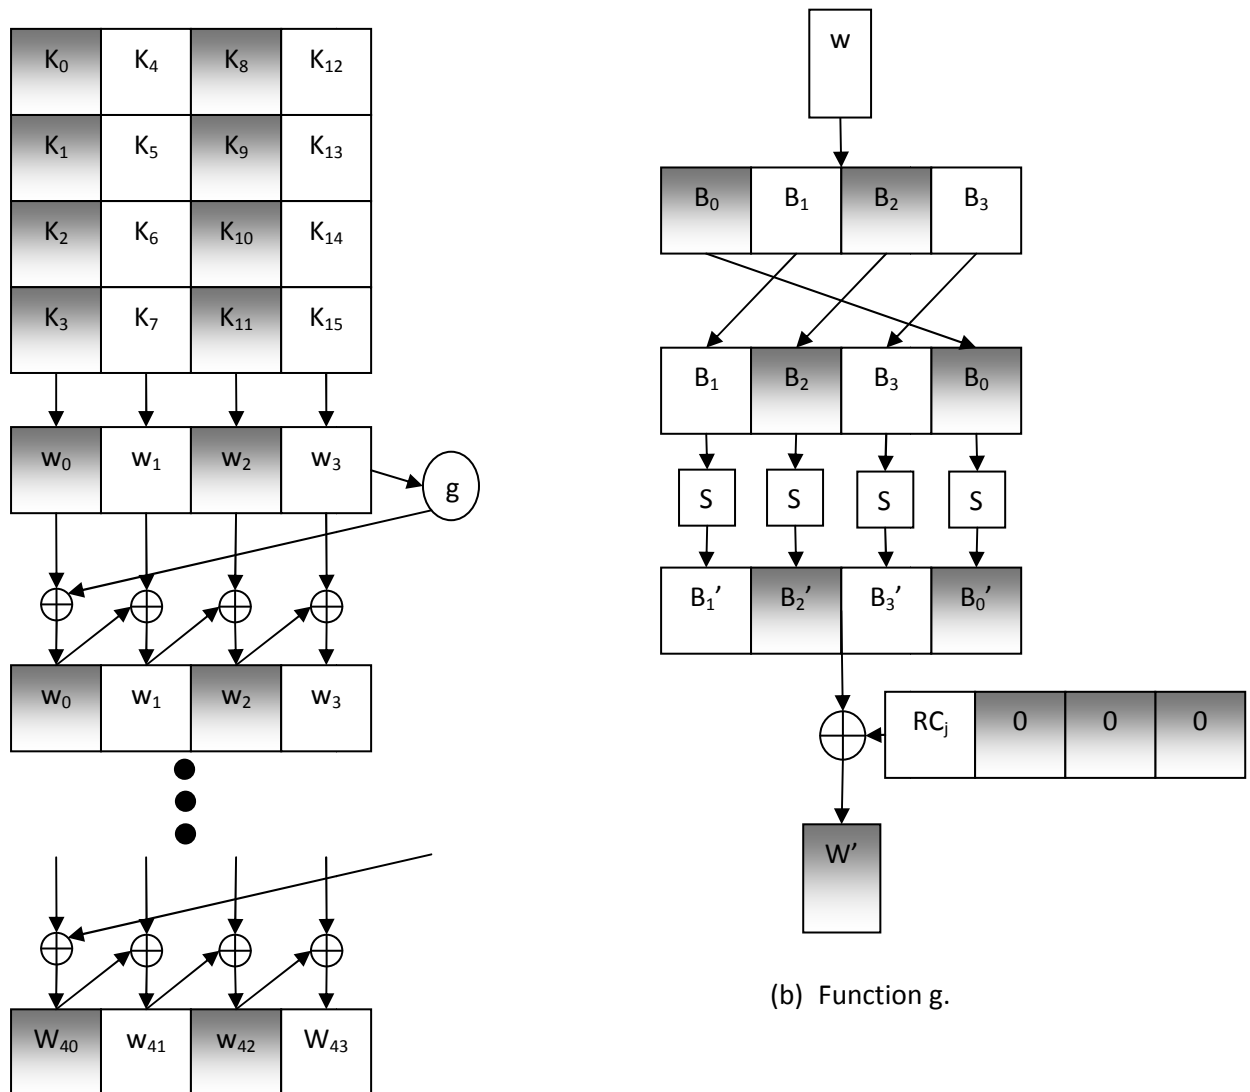 K₀ K₄ K₈ K₁₂
K₁ K₅ K₉ K₁₃
K₂ K₆ K₁₀ K₁₄
K₃ K₇ K₁₁ K₁₅
w₀ w₁ w₂ w₃
g
w₀ w₁ w₂ w₃
W₄₀ w₄₁ w₄₂ W₄₃
w
B₀ B₁ B₂ B₃
B₁ B₂ B₃ B₀
S S S S
B₁’ B₂’ B₃’ B₀’
RCⱼ 0 0 0
W’
(b) Function g.